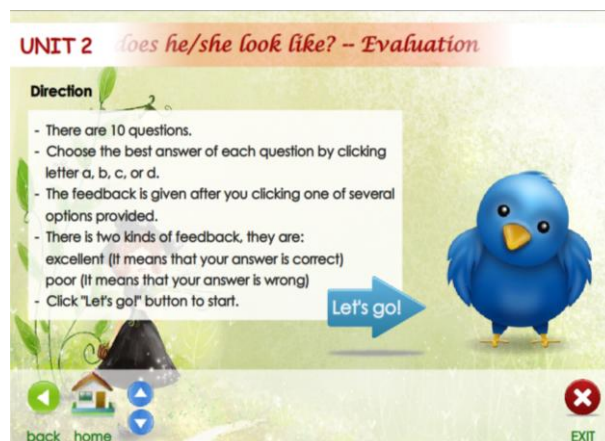 UNIT 2 does he/she look like? -- Evaluation
Direction
- There are 10 questions.
- Choose the best answer of each question by clicking
letter a, b, c, or d.
- The feedback is given after you clicking one of several
options provided.
- There is two kinds of feedback, they are:
excellent (It means that your answer is correct)
poor (It means that your answer is wrong)
- Click "Let's go!" button to start.
Let's go!
back home
EXIT